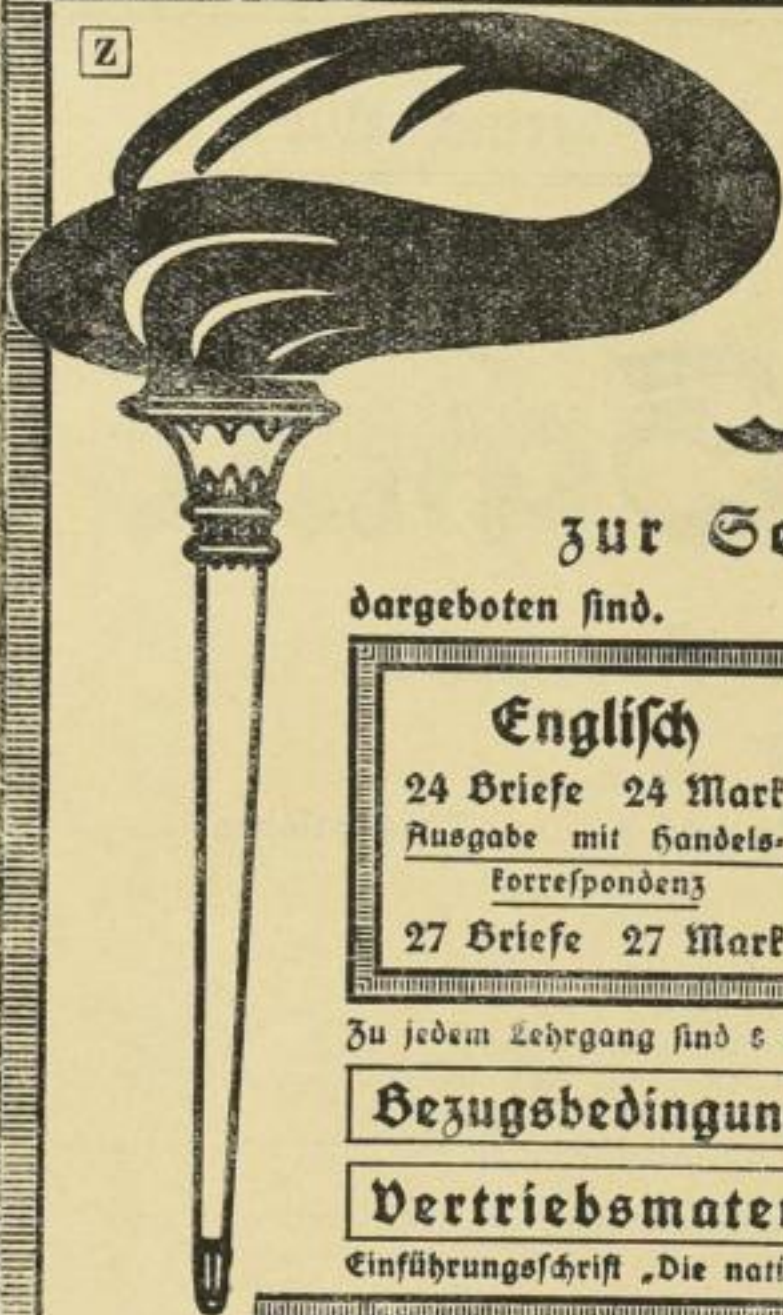 Z
zur
dargeboten sind.
Englisch
24 Briefe 24 Mark
Ausgabe mit Handels-
korrespondenz
27 Briefe 27 Mark
Zu jedem Lehrgang sind
Bezugsbedingun
Vertriebsmater
Einführungsschrift „Die nati